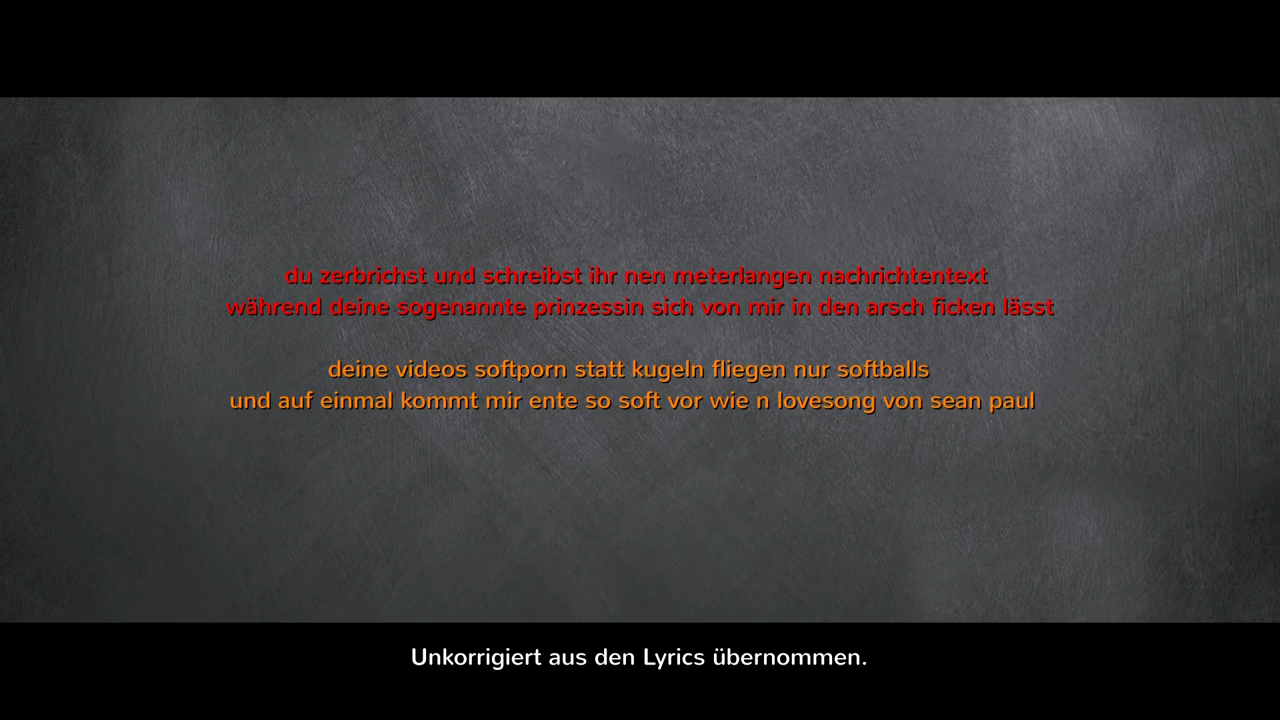 du zerbrichst und schreibst ihr nen meterlangen nachrichtentext
während deine sogenannte prinzessin sich von mir in den arsch ficken lässt
deine videos softporn statt kugeln fliegen nur softballs
und auf einmal kommt mir ente so soft vor wie n lovesong von sean paul
Unkorrigiert aus den Lyrics übernommen.